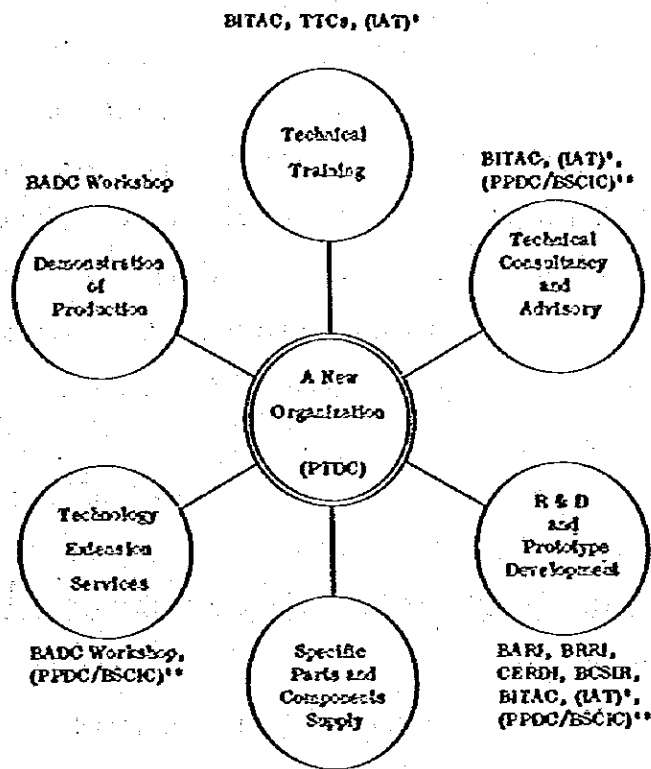 BITAC, TTCs, (IAT)*
Technical
Training
BADC Workshop
BITAC, (IAT)*,
(PPDC/BSCIC)**
Demonstration
of
Production
Technical
Consultancy
and
Advisory
A New
Organization
(PTDC)
Technology
Extension
Services
R & D
and
Prototype
Development
BADC Workshop,
(PPDC/BSCIC)**
Specific
Parts and
Components
Supply
BARI, BRRI,
CERDI, BCSIR,
BITAC, (IAT)*,
(PPDC/BSCIC)**